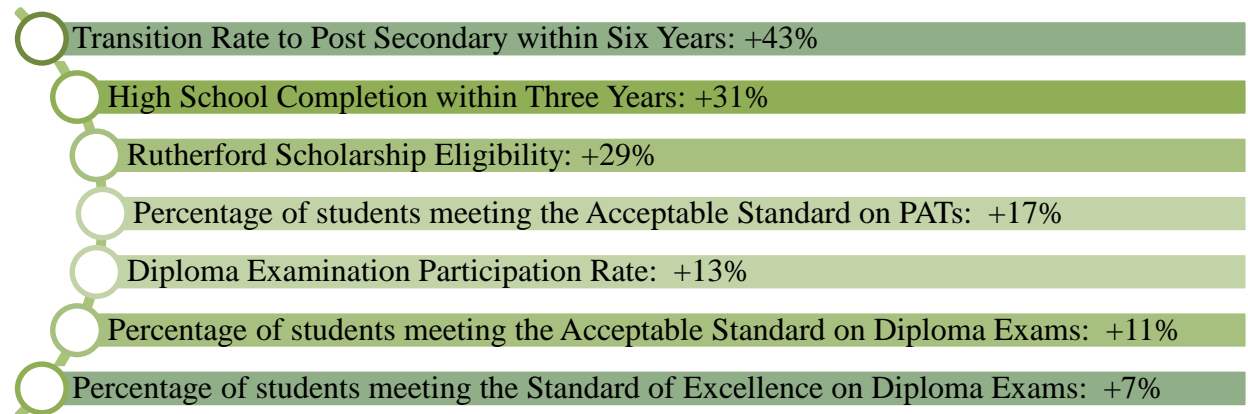 Transition Rate to Post Secondary within Six Years: +43%
High School Completion within Three Years: +31%
Rutherford Scholarship Eligibility: +29%
Percentage of students meeting the Acceptable Standard on PATs: +17%
Diploma Examination Participation Rate: +13%
Percentage of students meeting the Acceptable Standard on Diploma Exams: +11%
Percentage of students meeting the Standard of Excellence on Diploma Exams: +7%